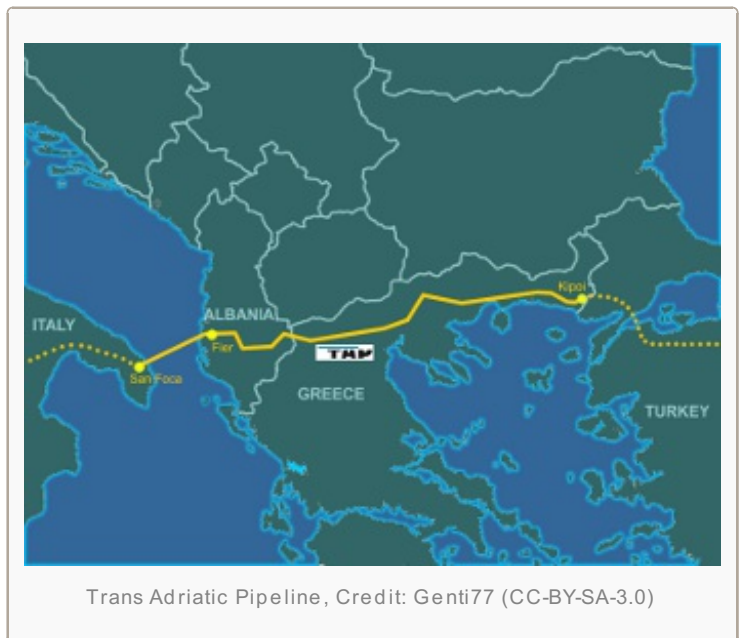 Kipoi
ALBANIA
ITALY
Fier
TAP
San Foca
GREECE
TURKEY
Trans Adriatic Pipeline, Credit: Genti77 (CC-BY-SA-3.0)